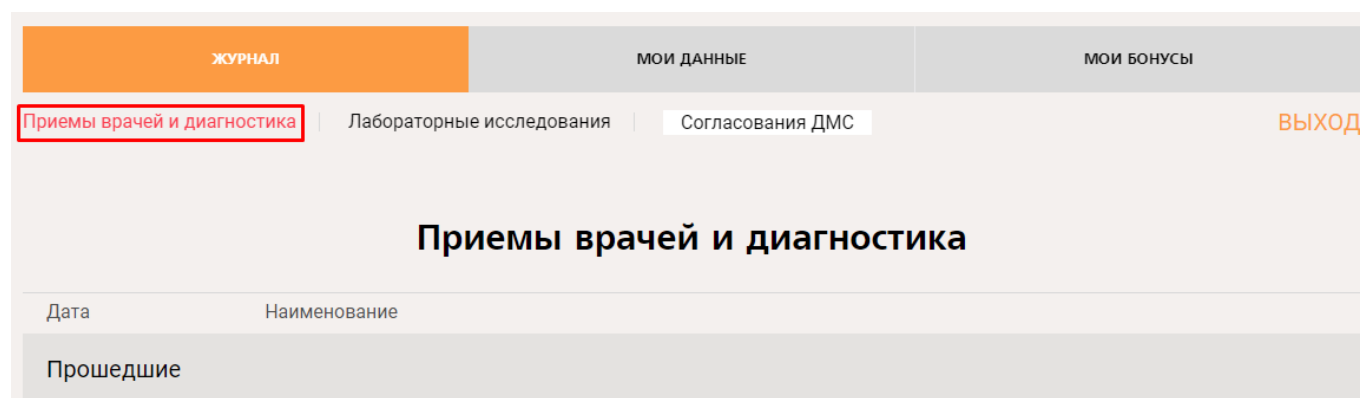 ЖУРНАЛ МОИ ДАННЫЕ МОИ БОНУСЫ
Приемы врачей и диагностика Лабораторные исследования Согласования ДМС ВЫХОД
Приемы врачей и диагностика
Дата Наименование
Прошедшие